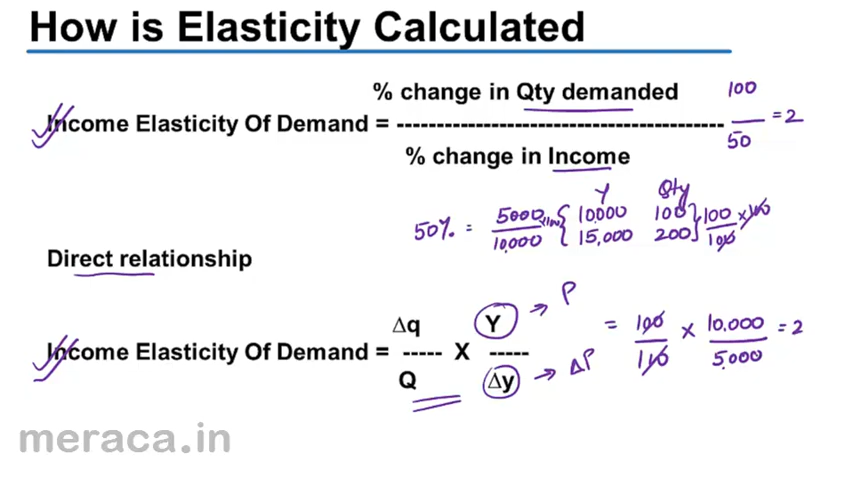 How is Elasticity Calculated
% change in Qty demanded 100
Income Elasticity Of Demand = ----------------------------------------- ― = 2
% change in Income 50
Y Qty
50% = 5000 / 10,000 { 10,000 100 } 100 / 100 × 100
15,000 200
Direct relationship
Δq Y → P
Income Elasticity Of Demand = ----- X ----- = 100 / 100 × 10,000 / 5,000 = 2
Q Δy → ΔP
meraca.in